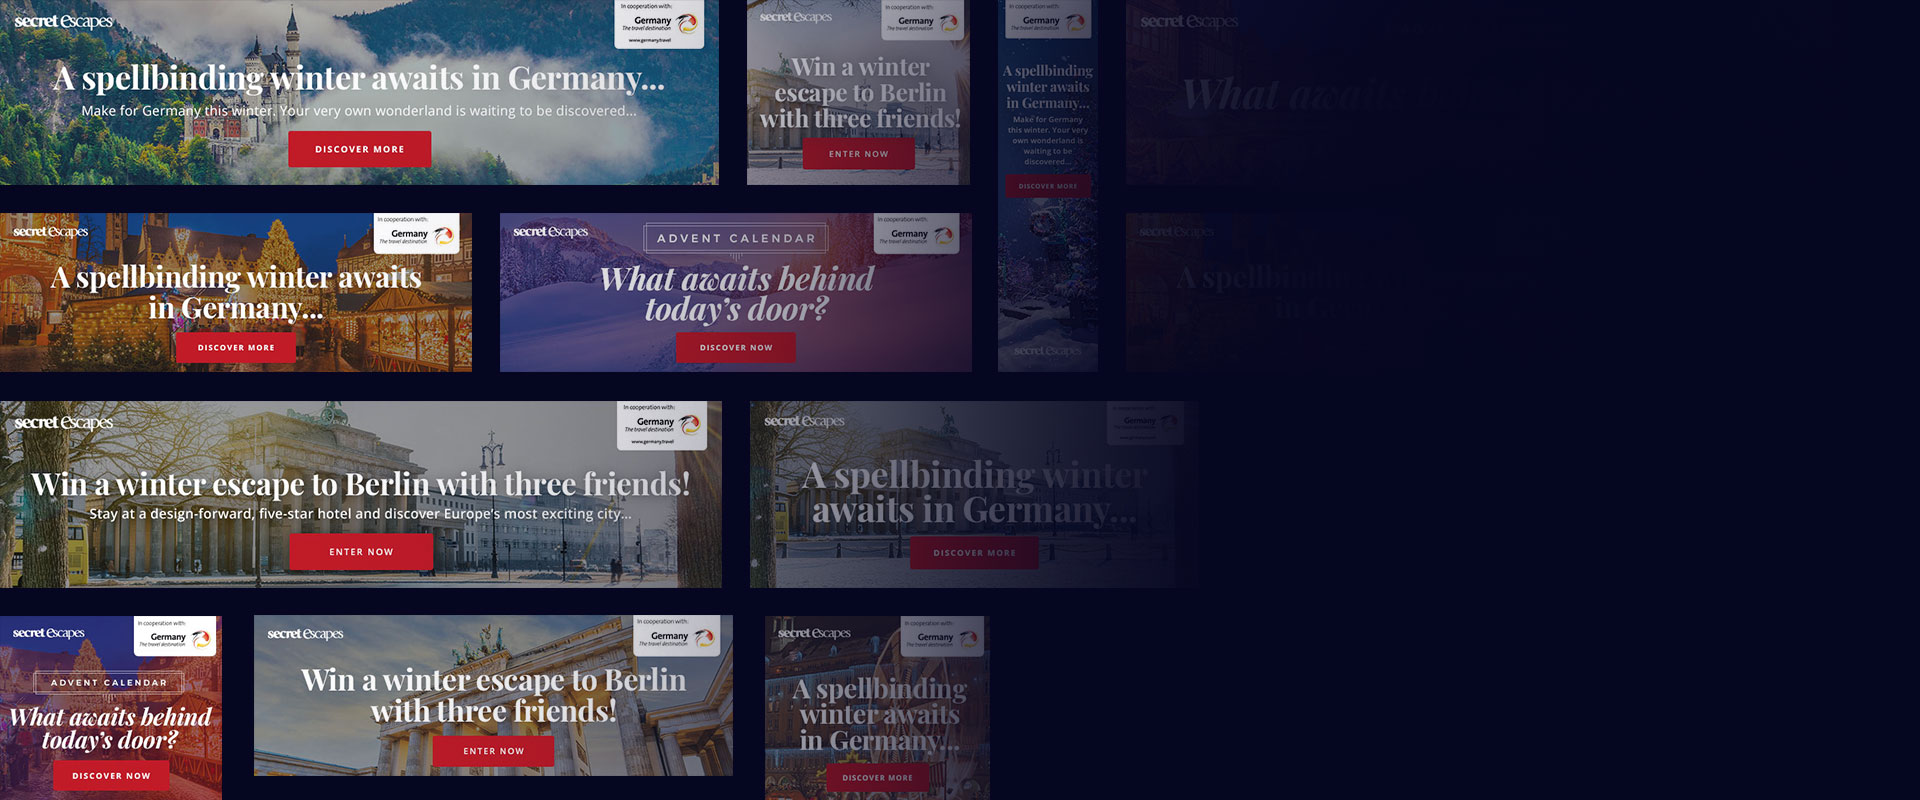 secret escapes
In cooperation with:
Germany
The travel destination
www.germany.travel
A spellbinding winter awaits in Germany...
Make for Germany this winter. Your very own wonderland is waiting to be discovered...
DISCOVER MORE
secret escapes
In cooperation with:
Germany
The travel destination
Win a winter
escape to Berlin
with three friends!
ENTER NOW
In cooperation with:
Germany
The travel destination
A spellbinding
winter awaits
in Germany...
Make for Germany
this winter. Your very
own wonderland is
waiting to be
discovered...
DISCOVER MORE
secret escapes
secret escapes
What awaits behind
secret escapes
In cooperation with:
Germany
The travel destination
A spellbinding winter awaits
in Germany...
DISCOVER MORE
secret escapes
In cooperation with:
Germany
The travel destination
ADVENT CALENDAR
What awaits behind
today's door?
DISCOVER NOW
secret escapes
A spellbinding
in Germany
secret escapes
In cooperation with:
Germany
The travel destination
www.germany.travel
Win a winter escape to Berlin with three friends!
Stay at a design-forward, five-star hotel and discover Europe's most exciting city...
ENTER NOW
secret escapes
In cooperation with:
Germany
The travel destination
www.germany.travel
A spellbinding winter
awaits in Germany...
DISCOVER MORE
secret escapes
In cooperation with:
Germany
The travel destination
ADVENT CALENDAR
What awaits behind
today's door?
DISCOVER NOW
secret escapes
In cooperation with:
Germany
The travel destination
Win a winter escape to Berlin
with three friends!
ENTER NOW
secret escapes
In cooperation with:
Germany
The travel destination
A spellbinding
winter awaits
in Germany...
DISCOVER MORE